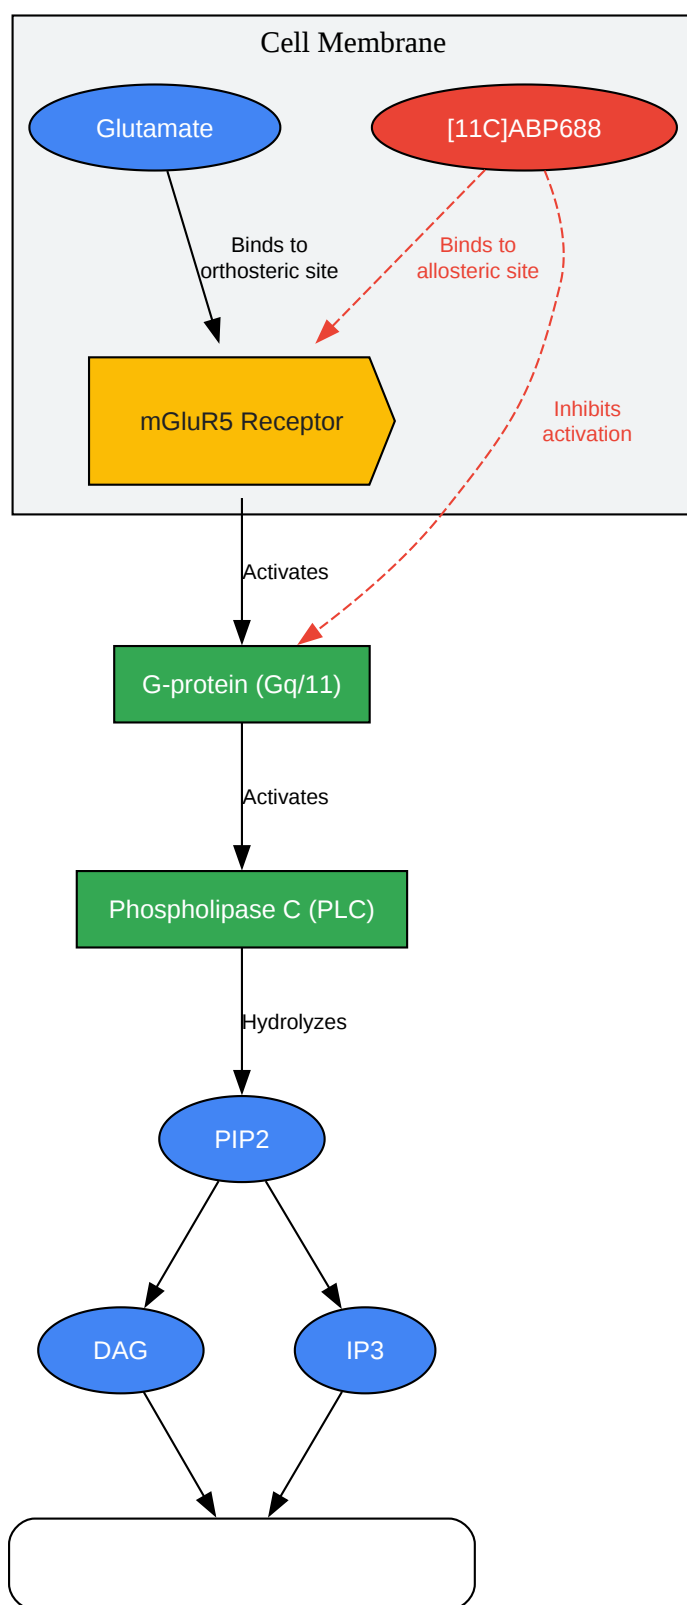 Cell Membrane
Glutamate
[11C]ABP688
Binds to
orthosteric site
Binds to
allosteric site
mGluR5 Receptor
Inhibits
activation
Activates
G-protein (Gq/11)
Activates
Phospholipase C (PLC)
Hydrolyzes
PIP2
DAG
IP3